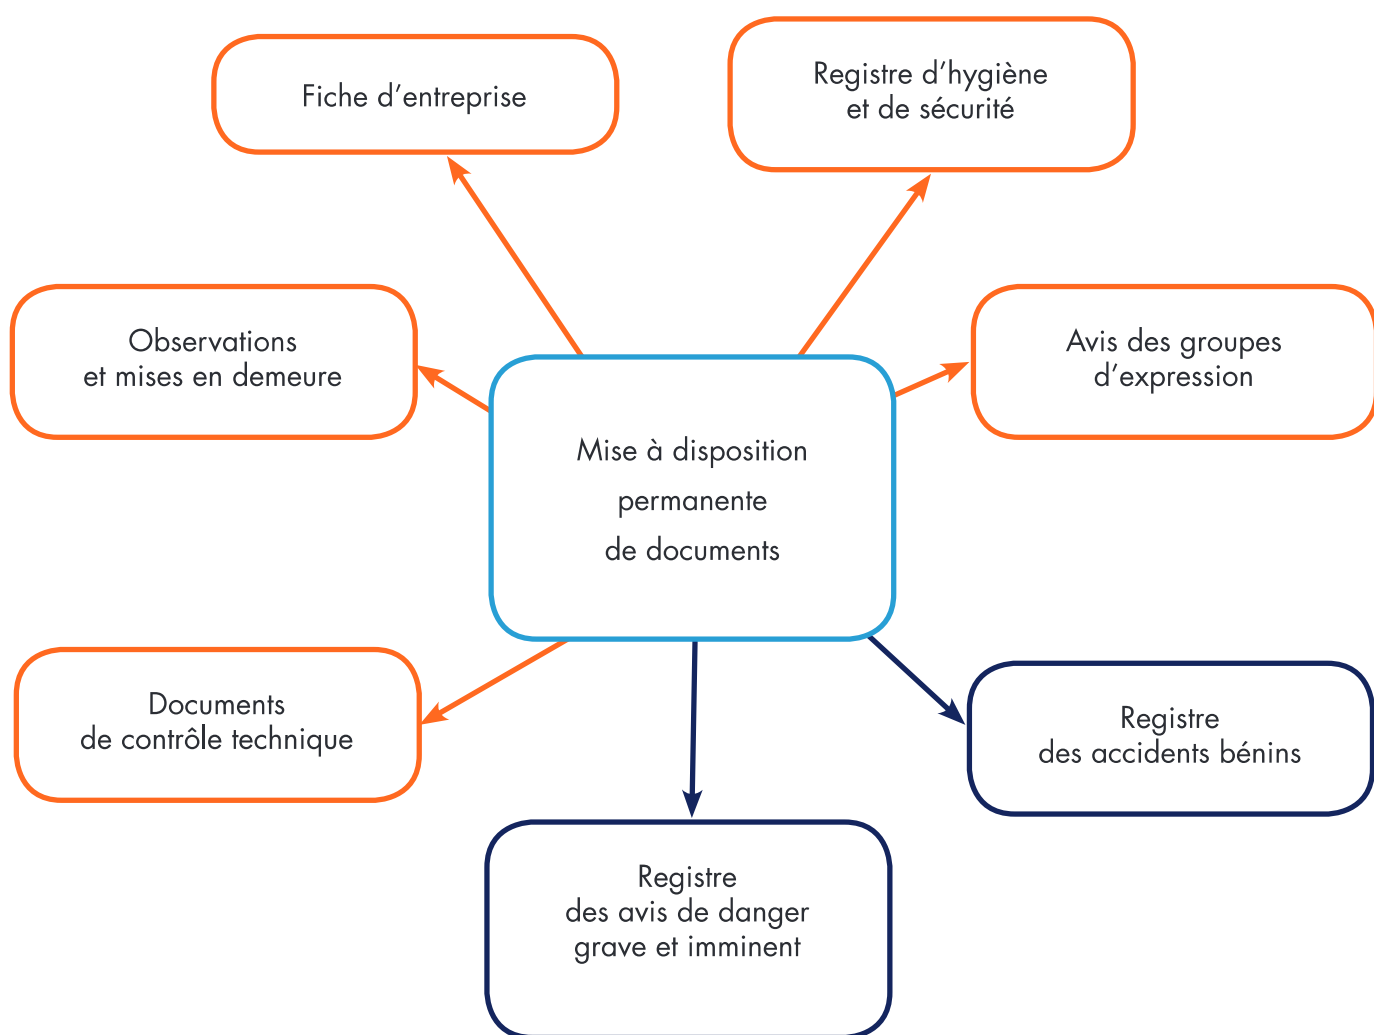 Fiche d’entreprise
Registre d’hygiène
et de sécurité
Observations
et mises en demeure
Avis des groupes
d’expression
Mise à disposition
permanente
de documents
Documents
de contrôle technique
Registre
des accidents bénins
Registre
des avis de danger
grave et imminent